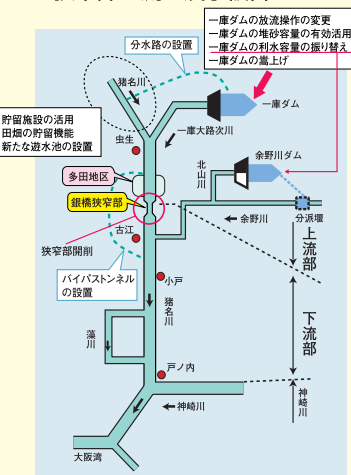 一庫ダムの放流操作の変更
一庫ダムの堆砂容量の有効活用
一庫ダムの利水容量の振り替え
一庫ダムの嵩上げ
分水路の設置
猪名川
一庫ダム
貯留施設の活用
田畑の貯留機能
新たな遊水池の設置
虫生
一庫大路次川
北山川
余野川ダム
多田地区
銀橋狭窄部
分派堰
余野川
古江
狭窄部開削
上流部
バイパストンネル
の設置
小戸
猪名川
下流部
藻川
戸ノ内
神崎川
神崎川
大阪湾